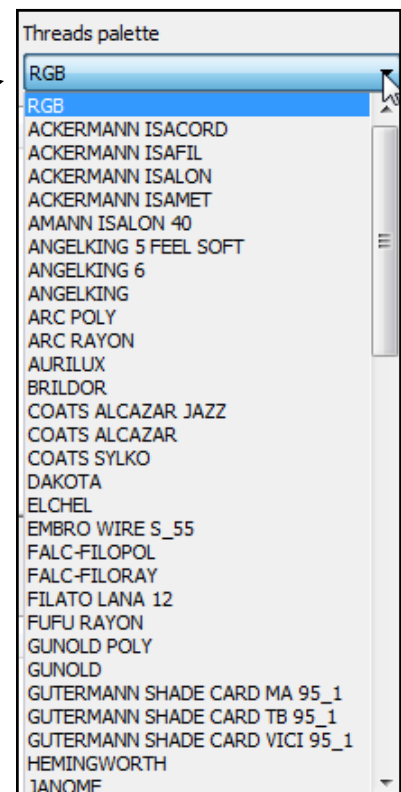 Threads palette
RGB
RGB
ACKERMANN ISACORD
ACKERMANN ISAFIL
ACKERMANN ISALON
ACKERMANN ISAMET
AMANN ISALON 40
ANGELKING 5 FEEL SOFT
ANGELKING 6
ANGELKING
ARC POLY
ARC RAYON
AURILUX
BRILDOR
COATS ALCAZAR JAZZ
COATS ALCAZAR
COATS SYLKO
DAKOTA
ELCHEL
EMBRO WIRE S_55
FALC-FILOPOL
FALC-FILORAY
FILATO LANA 12
FUFU RAYON
GUNOLD POLY
GUNOLD
GUTERMANN SHADE CARD MA 95_1
GUTERMANN SHADE CARD TB 95_1
GUTERMANN SHADE CARD VICI 95_1
HEMINGWORTH
JANOME